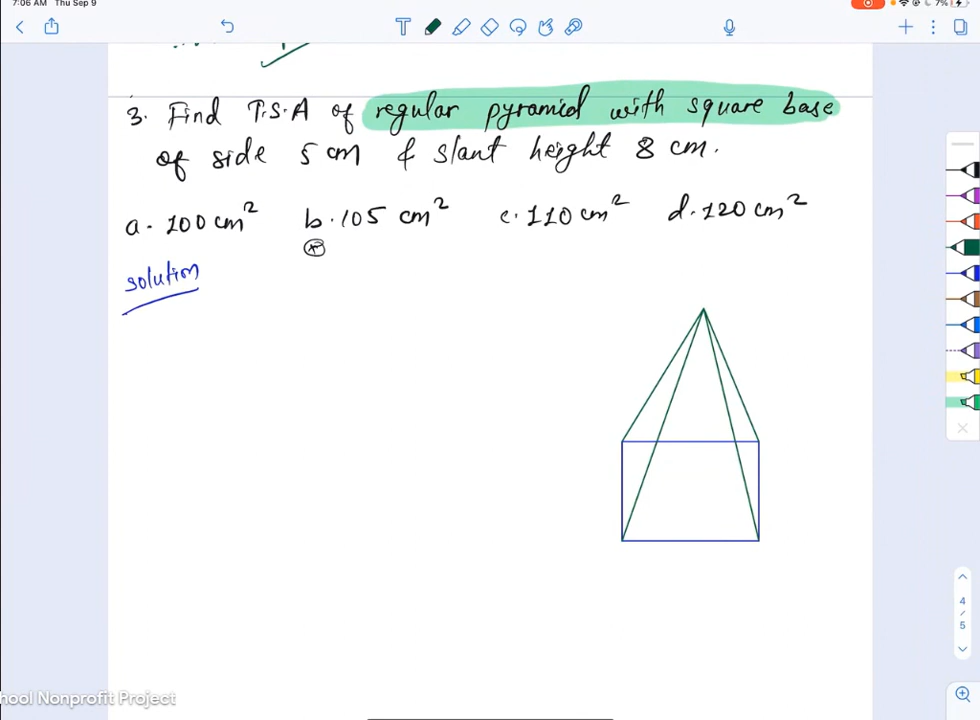 7:06 AM Thu Sep 9
7%
3. Find T.S.A of regular pyramid with square base
of side 5 cm & slant height 8 cm.
a. 100 cm² b. 105 cm² c. 110 cm² d. 120 cm²
solution
4
/
5
hool Nonprofit Project